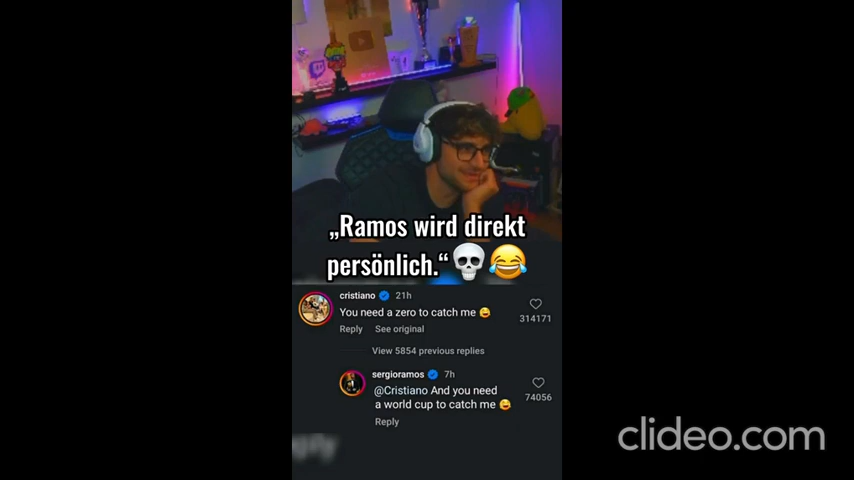 „Ramos wird direkt
persönlich.“💀😂
cristiano 21h
You need a zero to catch me 😅
314171
Reply See original
View 5854 previous replies
sergioramos 7h
@Cristiano And you need
a world cup to catch me 😅
74056
Reply
clideo.com